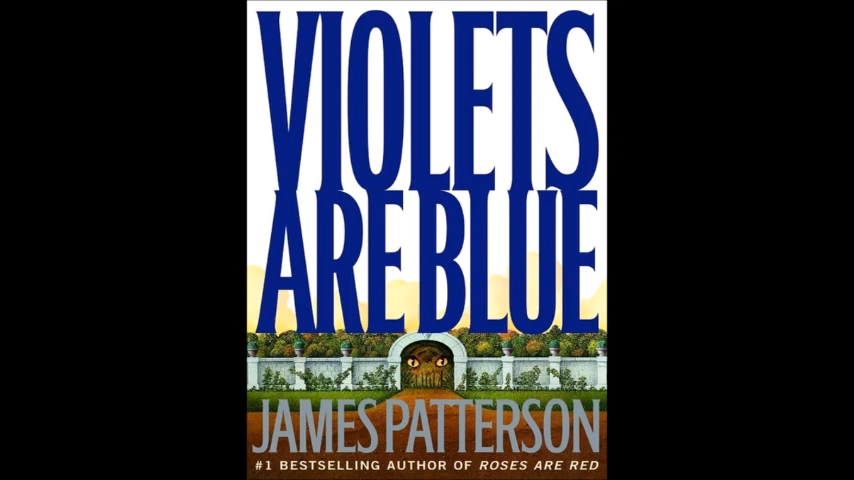 VIOLETS
ARE BLUE
JAMES PATTERSON
#1 BESTSELLING AUTHOR OF ROSES ARE RED